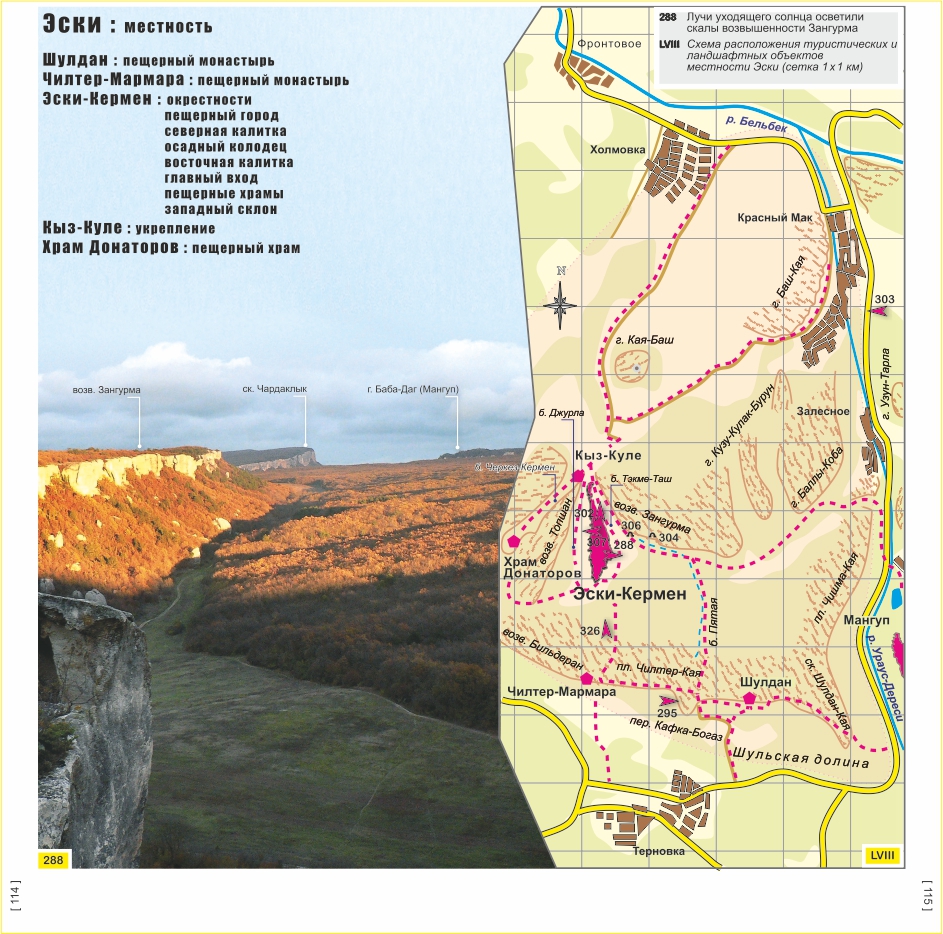 Эски : местность
Шулдан : пещерный монастырь
Чилтер-Мармара : пещерный монастырь
Эски-Кермен : окрестности
пещерный город
северная калитка
осадный колодец
восточная калитка
главный вход
пещерные храмы
западный склон
Кыз-Куле : укрепление
Храм Донаторов : пещерный храм
возв. Зангурма
ск. Чардаклык
г. Баба-Даг (Мангуп)
288
[ 114 ]
288 Лучи уходящего солнца осветили
скалы возвышенности Зангурма
LVIII Схема расположения туристических и
ландшафтных объектов
местности Эски (сетка 1 x 1 км)
Фронтовое
р. Бельбек
Холмовка
Красный Мак
г. Баш-Кая
N
303
г. Кая-Баш
г. Узун-Тарла
г. Кузу-Кулак-Бурун
Залесное
б. Джурла
г. Баллы-Коба
Кыз-Куле
б. Черкез-Кермен
б. Тэкме-Таш
возв. Топшан
302
возв. Зангурма
306
304
307
288
Храм
Донаторов
пл. Чишма-Кая
Эски-Кермен
б. Пятая
Мангуп
326
р. Ураус-Дереси
возв. Бильдеран
пл. Чилтер-Кая
ск. Шулдан-Кая
Шулдан
Чилтер-Мармара
295
пер. Кафка-Богаз
Шульская долина
Терновка
LVIII
[ 115 ]